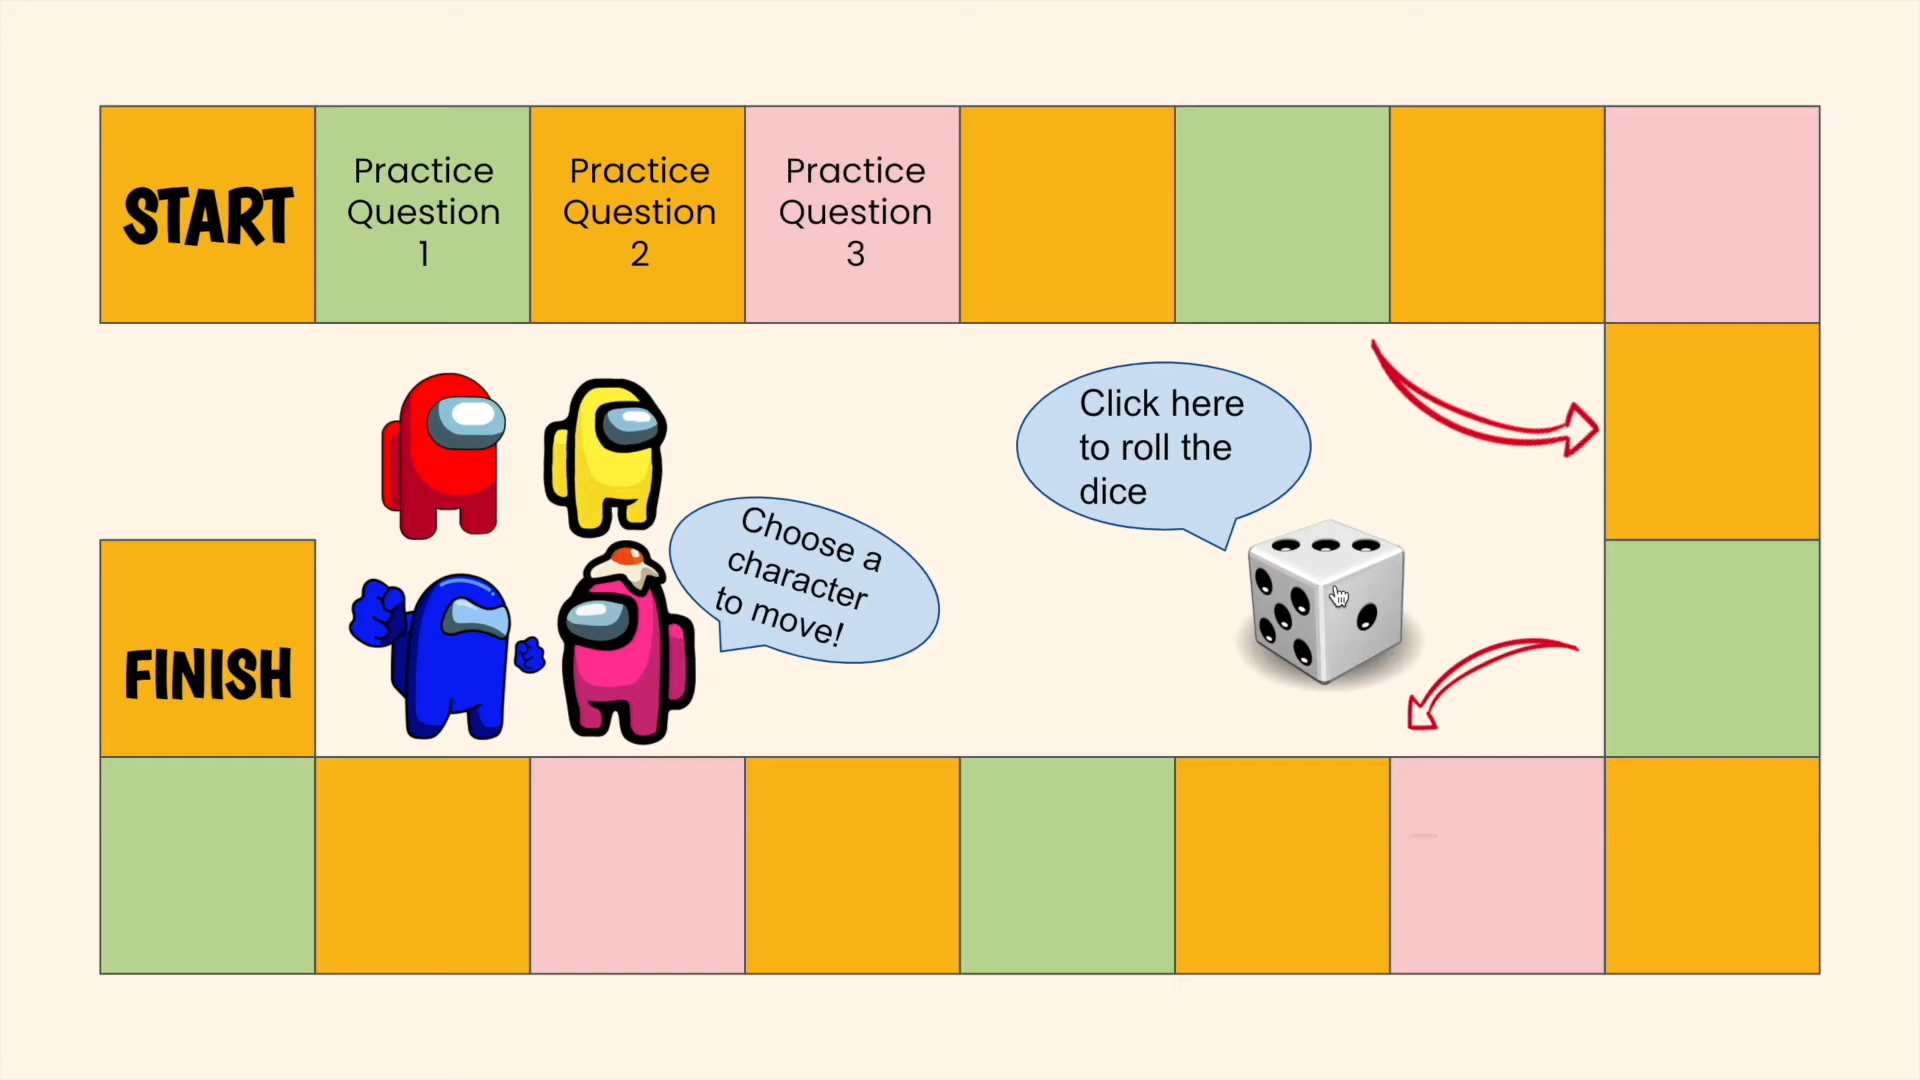 START
Practice
Question
1
Practice
Question
2
Practice
Question
3
Click here
to roll the
dice
Choose a
character
to move!
FINISH